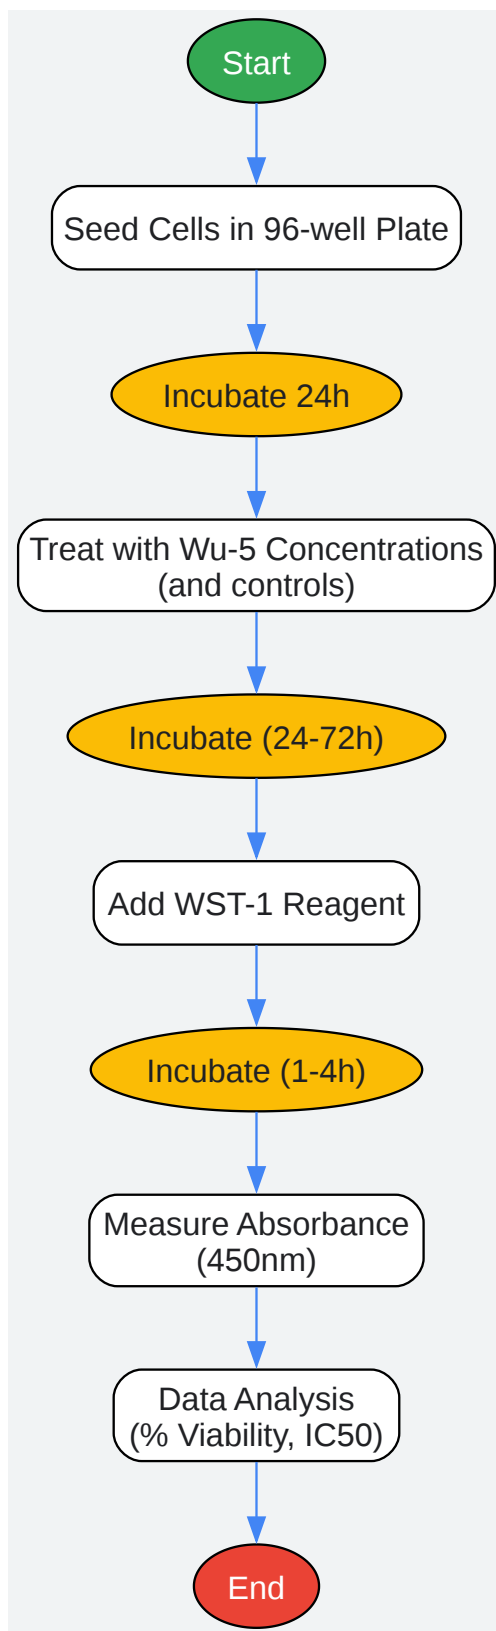 Start
Seed Cells in 96-well Plate
Incubate 24h
Treat with Wu-5 Concentrations
(and controls)
Incubate (24-72h)
Add WST-1 Reagent
Incubate (1-4h)
Measure Absorbance
(450nm)
Data Analysis
(% Viability, IC50)
End